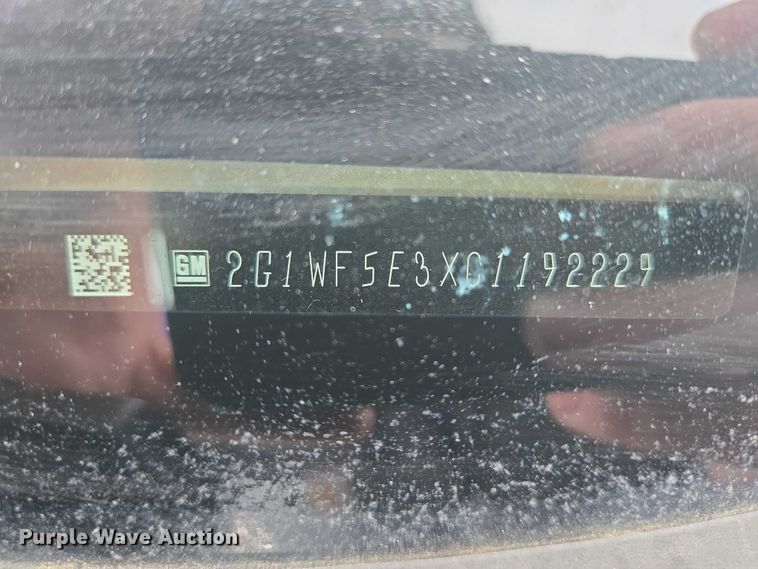 GM 2G1WF5E3XC1192229
Purple Wave Auction